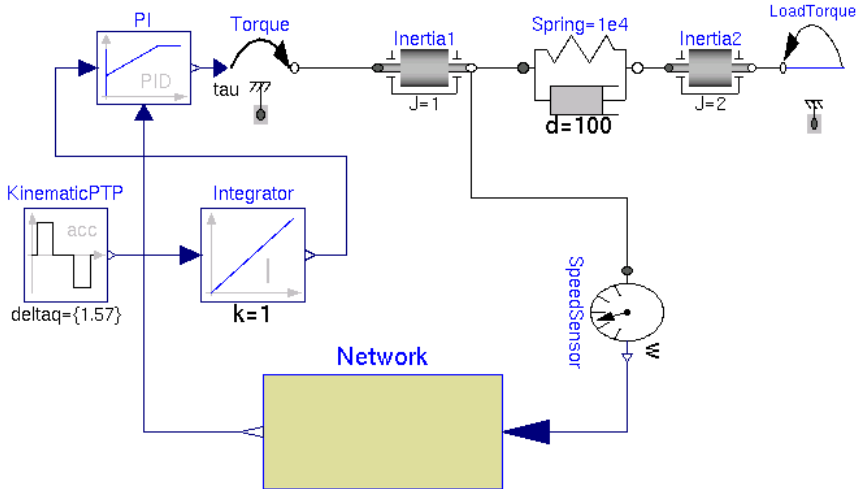 PI
Torque
Inertia1
Spring=1e4
Inertia2
LoadTorque
PID
tau
J=1
d=100
J=2
KinematicPTP
Integrator
acc
I
deltaq={1.57}
k=1
SpeedSensor
w
Network